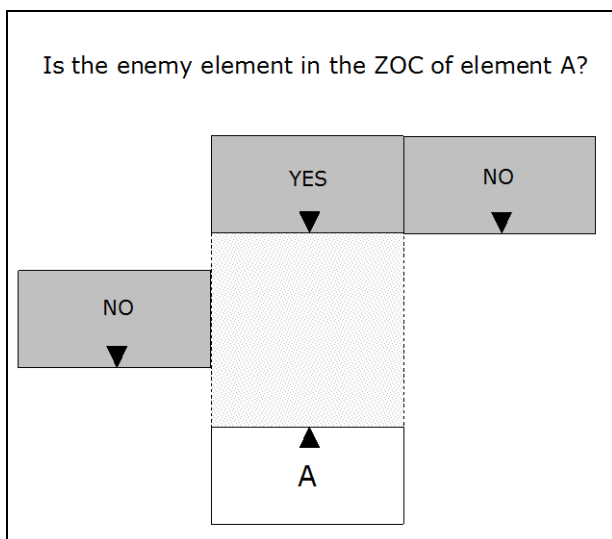 Is the enemy element in the ZOC of element A?
YES
NO
NO
A